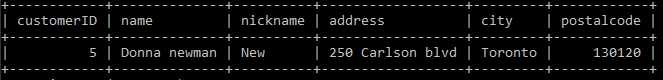 +------------+--------------+----------+------------------+---------+------------+
| customerID | name         | nickname | address          | city    | postalcode |
+------------+--------------+----------+------------------+---------+------------+
|          5 | Donna newman | New      | 250 Carlson blvd | Toronto |     130120 |
+------------+--------------+----------+------------------+---------+------------+